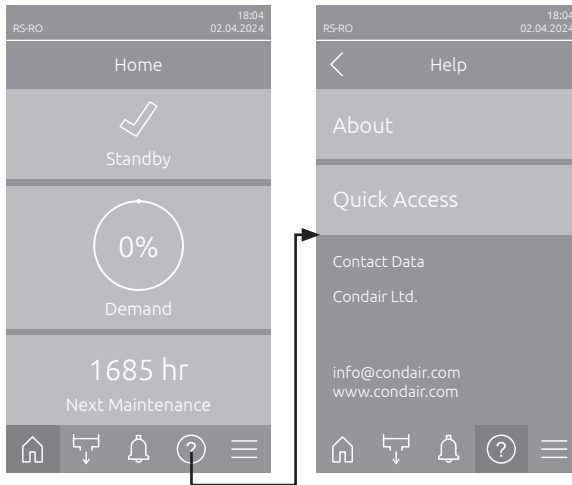 18:04
RS-RO 02.04.2024
Home
Standby
0%
Demand
1685 hr
Next Maintenance
?
18:04
RS-RO 02.04.2024
Help
About
Quick Access
Contact Data
Condair Ltd.
info@condair.com
www.condair.com
?